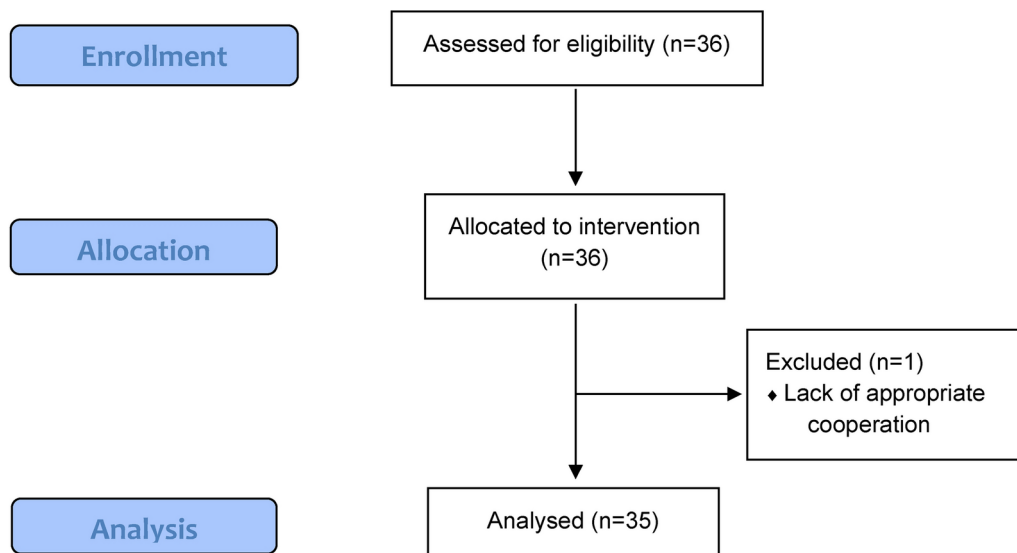 Enrollment
Assessed for eligibility (n=36)
Allocation
Allocated to intervention
(n=36)
Excluded (n=1)
♦ Lack of appropriate
cooperation
Analysis
Analysed (n=35)